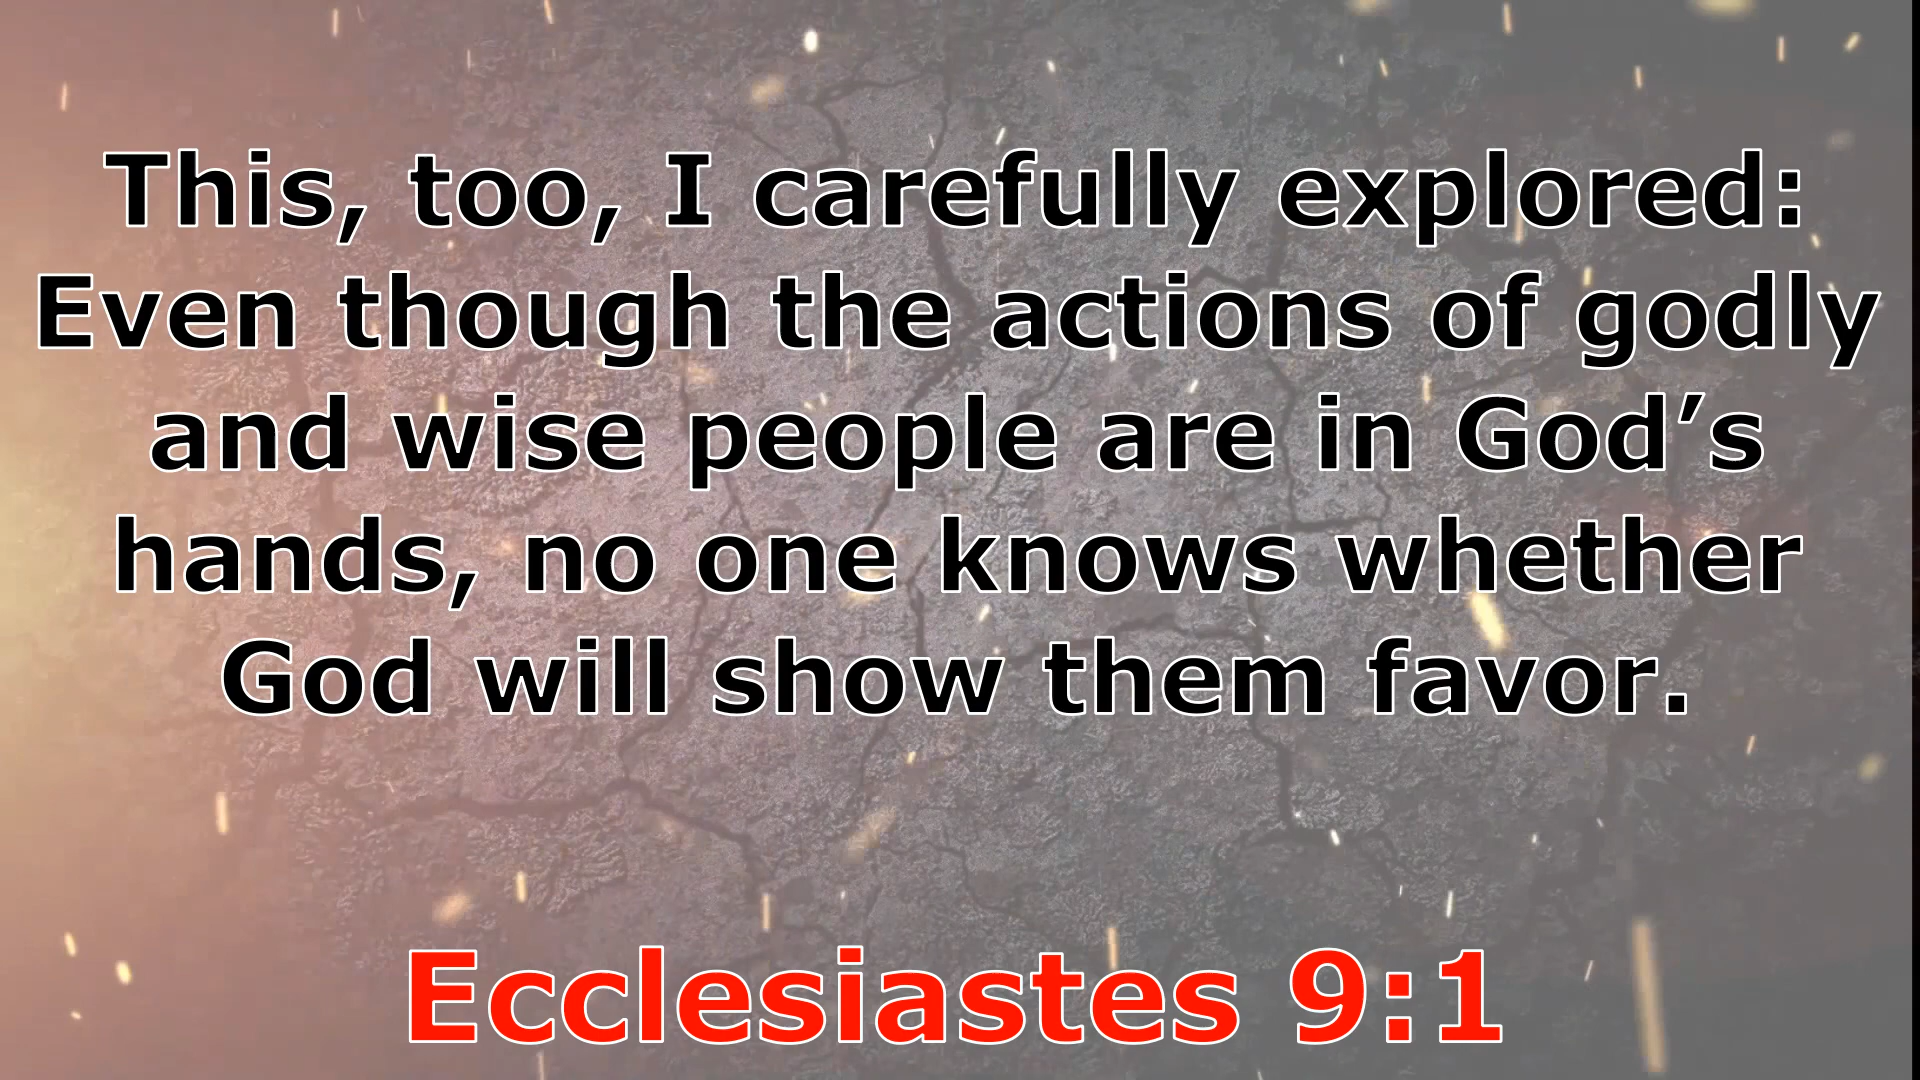 This, too, I carefully explored:
Even though the actions of godly
and wise people are in God’s
hands, no one knows whether
God will show them favor.
Ecclesiastes 9:1